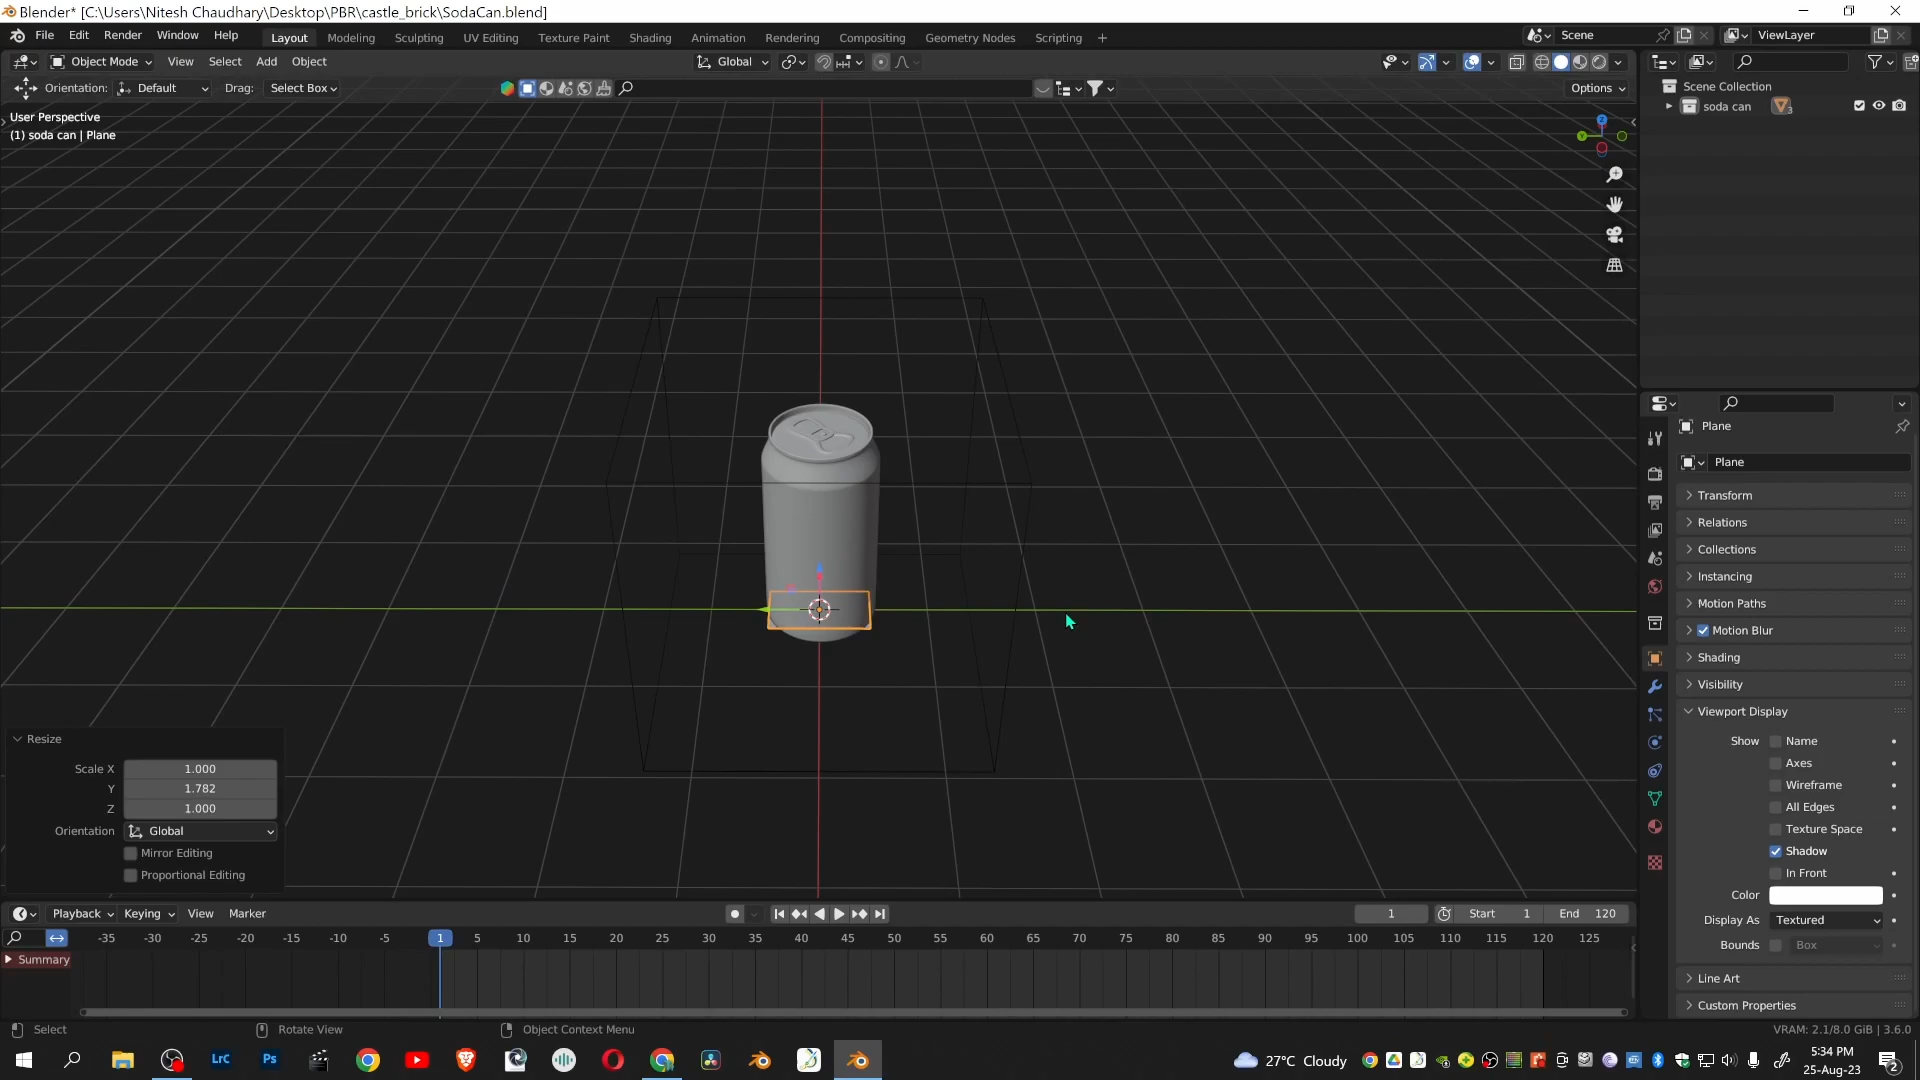 Blender* [C:\Users\Nitesh Chaudhary\Desktop\PBR\castle_brick\SodaCan.blend]
File Edit Render Window Help Layout Modeling Sculpting UV Editing Texture Paint Shading Animation Rendering Compositing Geometry Nodes Scripting + Scene ViewLayer
Object Mode View Select Add Object Global
Orientation: Default Drag: Select Box Options
User Perspective
(1) soda can | Plane
Scene Collection
soda can 3
Plane
Plane
Transform
Relations
Collections
Instancing
Motion Paths
Motion Blur
Shading
Visibility
Viewport Display
Show Name
Axes
Wireframe
All Edges
Texture Space
Shadow
In Front
Color
Display As Textured
Bounds Box
Line Art
Custom Properties
Resize
Scale X 1.000
Y 1.782
Z 1.000
Orientation Global
Mirror Editing
Proportional Editing
Playback Keying View Marker 1 Start 1 End 120
-35 -30 -25 -20 -15 -10 -5 1 5 10 15 20 25 30 35 40 45 50 55 60 65 70 75 80 85 90 95 100 105 110 115 120 125
Summary
Select Rotate View Object Context Menu VRAM: 2.1/8.0 GiB | 3.6.0
LrC Ps 27°C Cloudy 5:34 PM
25-Aug-23 2